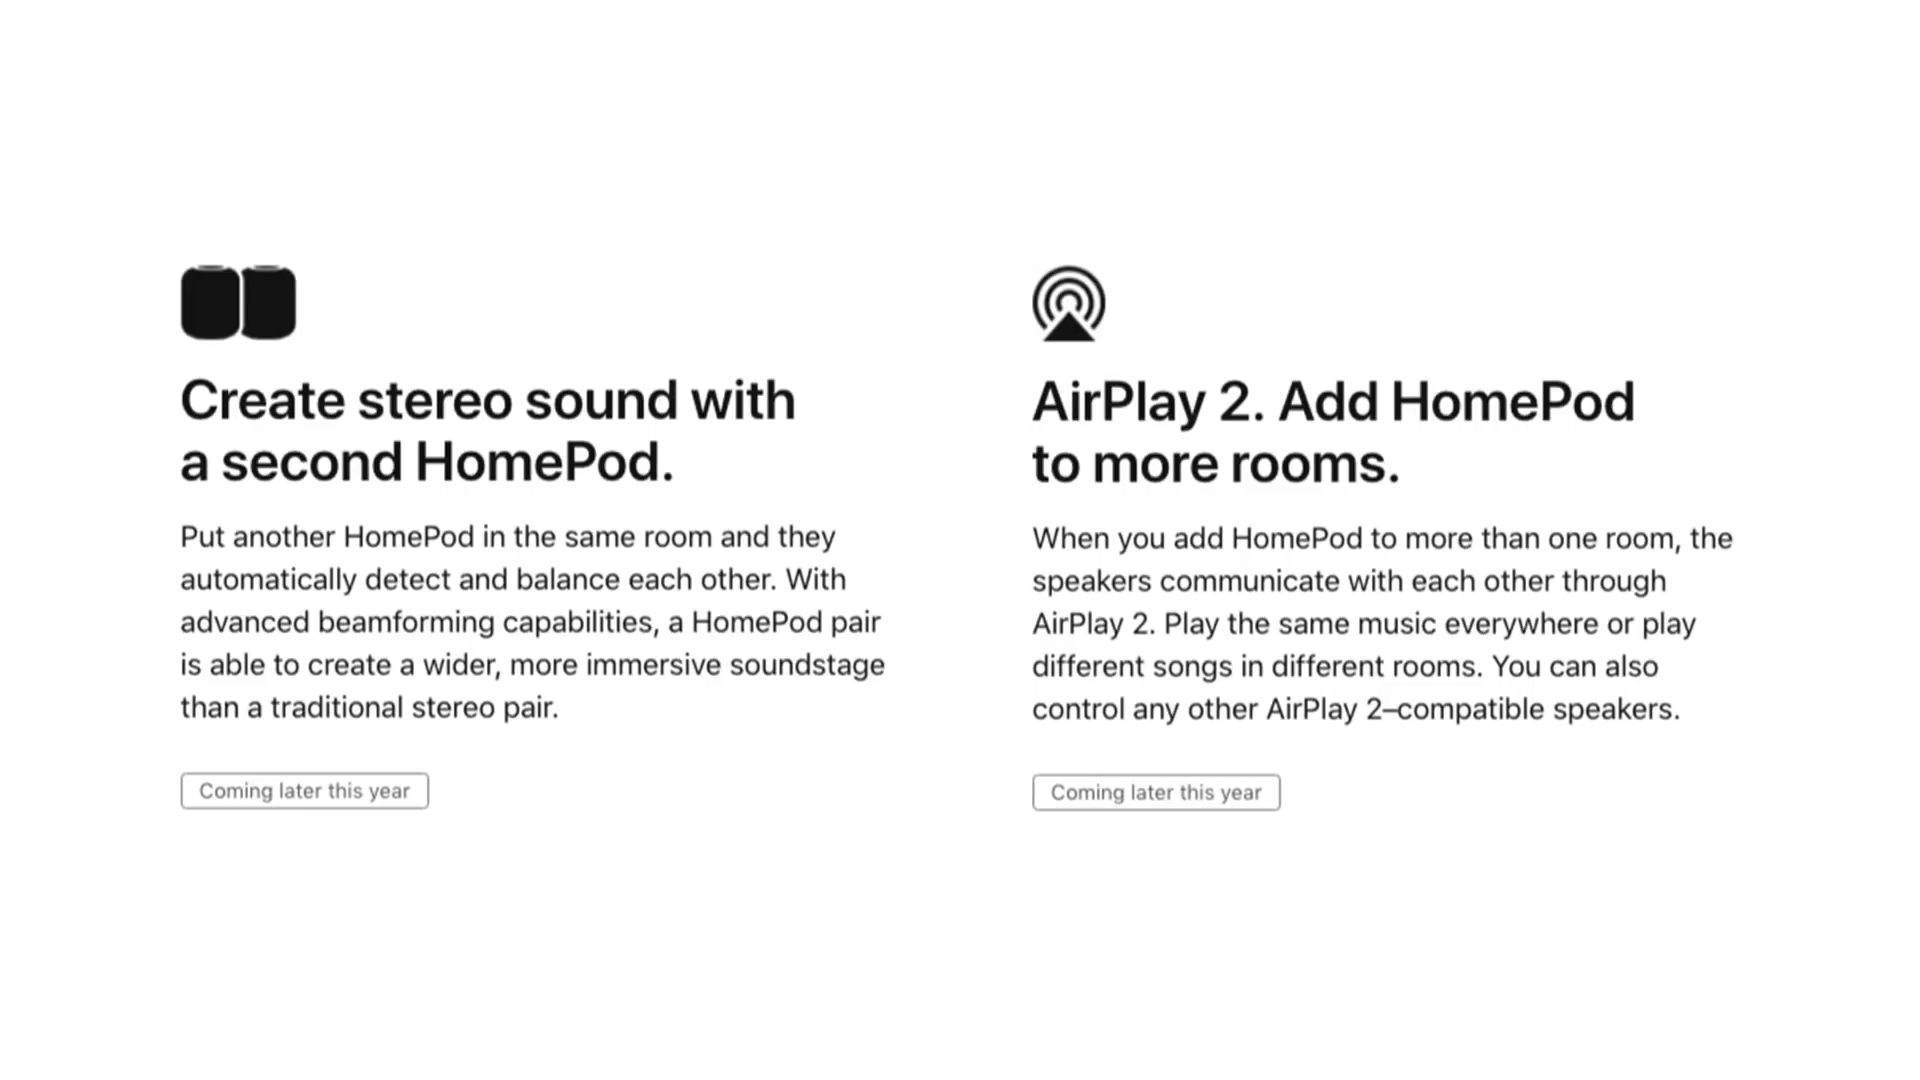 Create stereo sound with
a second HomePod.
Put another HomePod in the same room and they
automatically detect and balance each other. With
advanced beamforming capabilities, a HomePod pair
is able to create a wider, more immersive soundstage
than a traditional stereo pair.
Coming later this year
AirPlay 2. Add HomePod
to more rooms.
When you add HomePod to more than one room, the
speakers communicate with each other through
AirPlay 2. Play the same music everywhere or play
different songs in different rooms. You can also
control any other AirPlay 2–compatible speakers.
Coming later this year